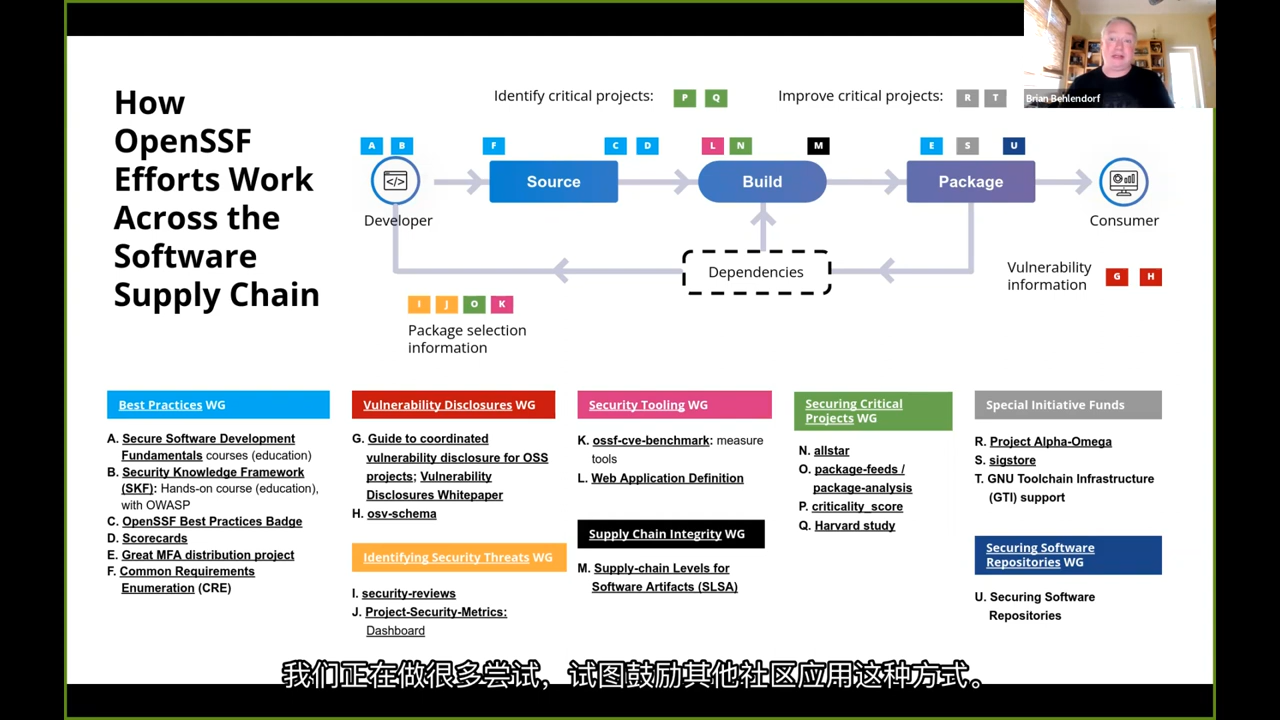 How
OpenSSF
Efforts Work
Across the
Software
Supply Chain
Identify critical projects: P Q
Improve critical projects: R T
Brian Behlendorf
A B F C D L N M E S U
Source
Build
Package
Developer
Consumer
Dependencies
Vulnerability
information
G H
I J O K
Package selection
information
Best Practices WG
A. Secure Software Development
Fundamentals courses (education)
B. Security Knowledge Framework
(SKF): Hands-on course (education),
with OWASP
C. OpenSSF Best Practices Badge
D. Scorecards
E. Great MFA distribution project
F. Common Requirements
Enumeration (CRE)
Vulnerability Disclosures WG
G. Guide to coordinated
vulnerability disclosure for OSS
projects; Vulnerability
Disclosures Whitepaper
H. osv-schema
Identifying Security Threats WG
I. security-reviews
J. Project-Security-Metrics:
Dashboard
Security Tooling WG
K. ossf-cve-benchmark: measure
tools
L. Web Application Definition
Supply Chain Integrity WG
M. Supply-chain Levels for
Software Artifacts (SLSA)
Securing Critical
Projects WG
N. allstar
O. package-feeds /
package-analysis
P. criticality_score
Q. Harvard study
Special Initiative Funds
R. Project Alpha-Omega
S. sigstore
T. GNU Toolchain Infrastructure
(GTI) support
Securing Software
Repositories WG
U. Securing Software
Repositories
我们正在做很多尝试，试图鼓励其他社区应用这种方式。